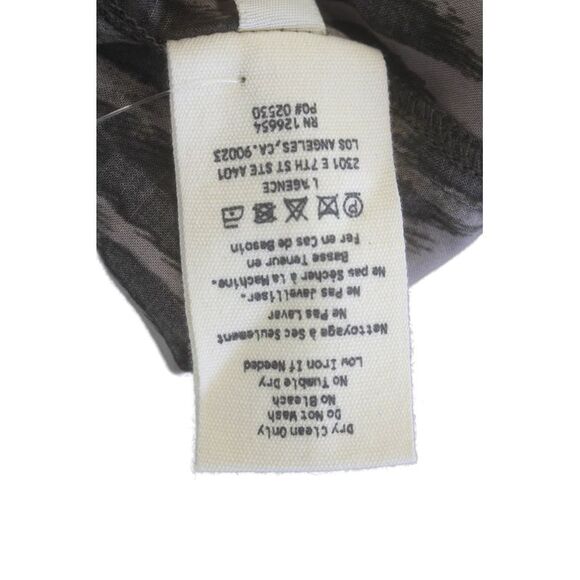 Dry Clean Only
Do Not Wash
No Bleach
No Tumble Dry
Low Iron If Needed
Nettoyage à Sec Seulement
Ne Pas Laver
Ne Pas Javelliser.
Ne pas Sécher à La Machine.
Basse Teneur en
Fer en Cas de Besoin
P
L'AGENCE
2301 E 7TH ST STE A401
LOS ANGELES, CA. 90023
RN 126654
PO# 02530